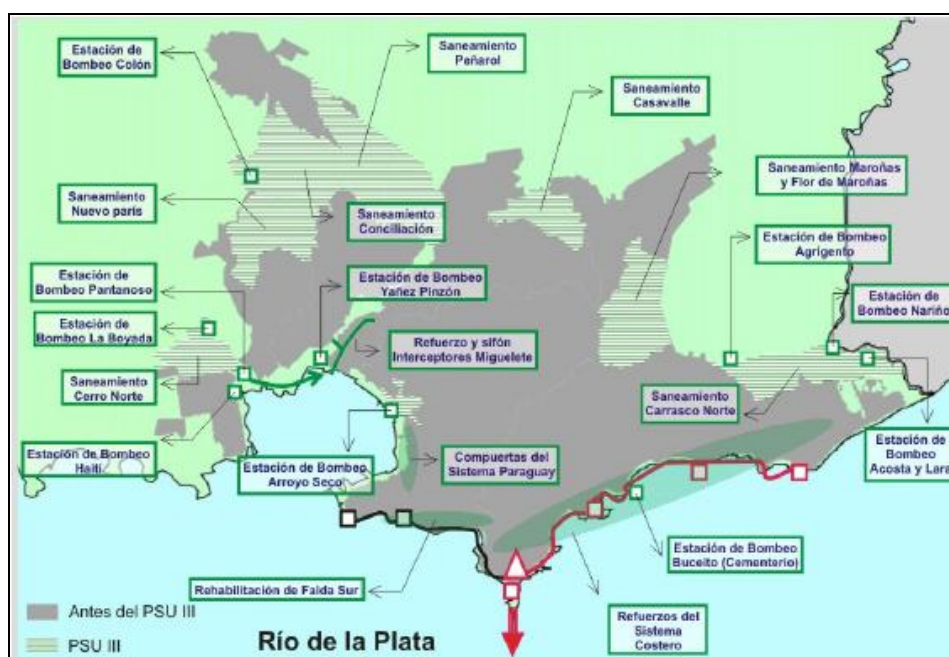 Estación de
Bombeo Colón
Saneamiento
Peñarol
Saneamiento
Casavalle
Saneamiento Maroñas
y Flor de Maroñas
Saneamiento
Nuevo parís
Saneamiento
Conciliación
Estación de Bombeo
Agrigento
Estación de
Bombeo Pantanoso
Estación de Bombeo
Yañez Pinzón
Estación de
Bombeo Nariño
Estación de
Bombeo La Boyada
Refuerzo y sifón
Interceptores Miguelete
Saneamiento
Cerro Norte
Saneamiento
Carrasco Norte
Estación de Bombeo
Haití
Estación de Bombeo
Arroyo Seco
Compuertas del
Sistema Paraguay
Estación de
Bombeo
Acosta y Lara
Estación de Bombeo
Buceito (Cementerio)
Rehabilitación de Falda Sur
Refuerzos del
Sistema
Costero
Antes del PSU III
PSU III
Río de la Plata